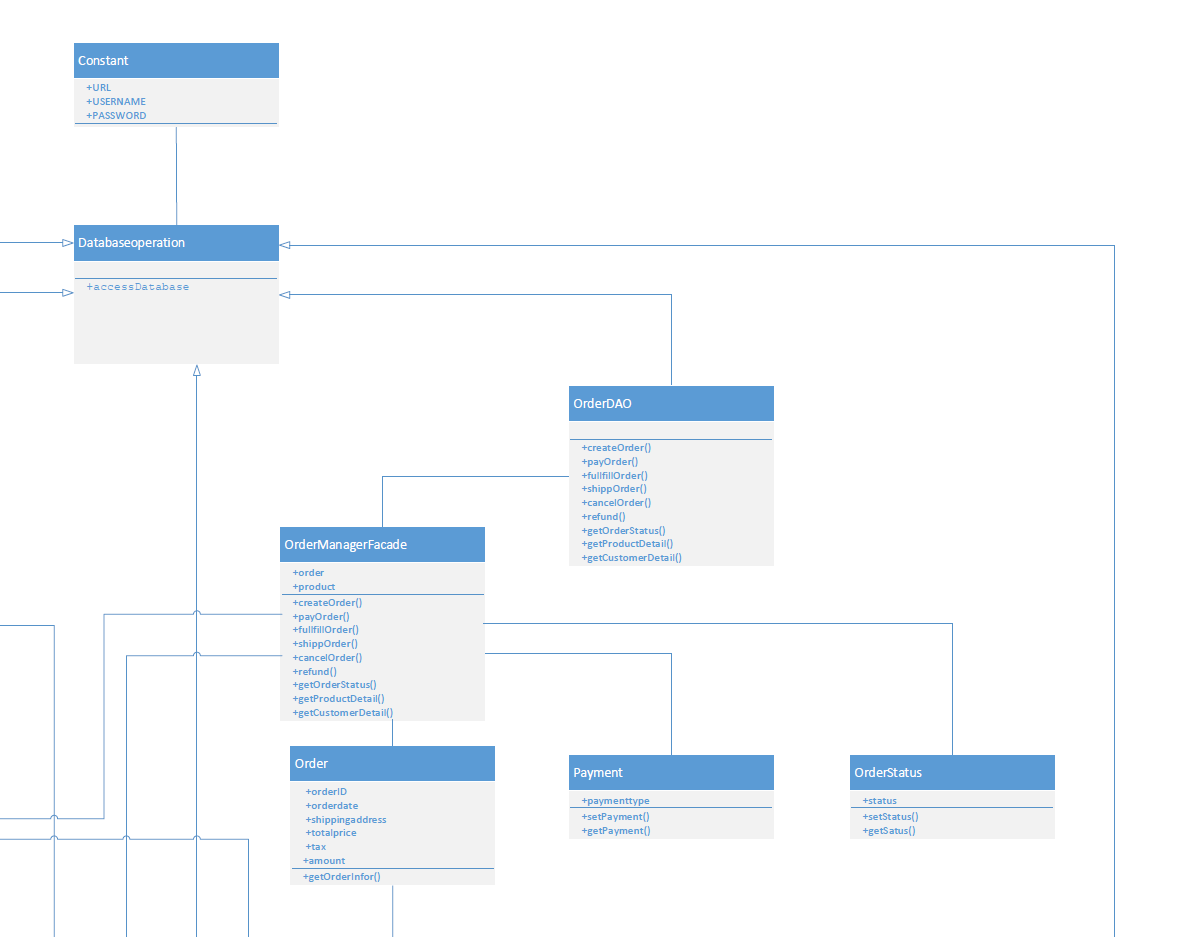 Constant
+URL
+USERNAME
+PASSWORD
Databaseoperation
+accessDatabase
OrderDAO
+createOrder()
+payOrder()
+fullfillOrder()
+shippOrder()
+cancelOrder()
+refund()
+getOrderStatus()
+getProductDetail()
+getCustomerDetail()
OrderManagerFacade
+order
+product
+createOrder()
+payOrder()
+fullfillOrder()
+shippOrder()
+cancelOrder()
+refund()
+getOrderStatus()
+getProductDetail()
+getCustomerDetail()
Order
+orderID
+orderdate
+shippingaddress
+totalprice
+tax
+amount
+getOrderInfor()
Payment
+paymenttype
+setPayment()
+getPayment()
OrderStatus
+status
+setStatus()
+getSatus()